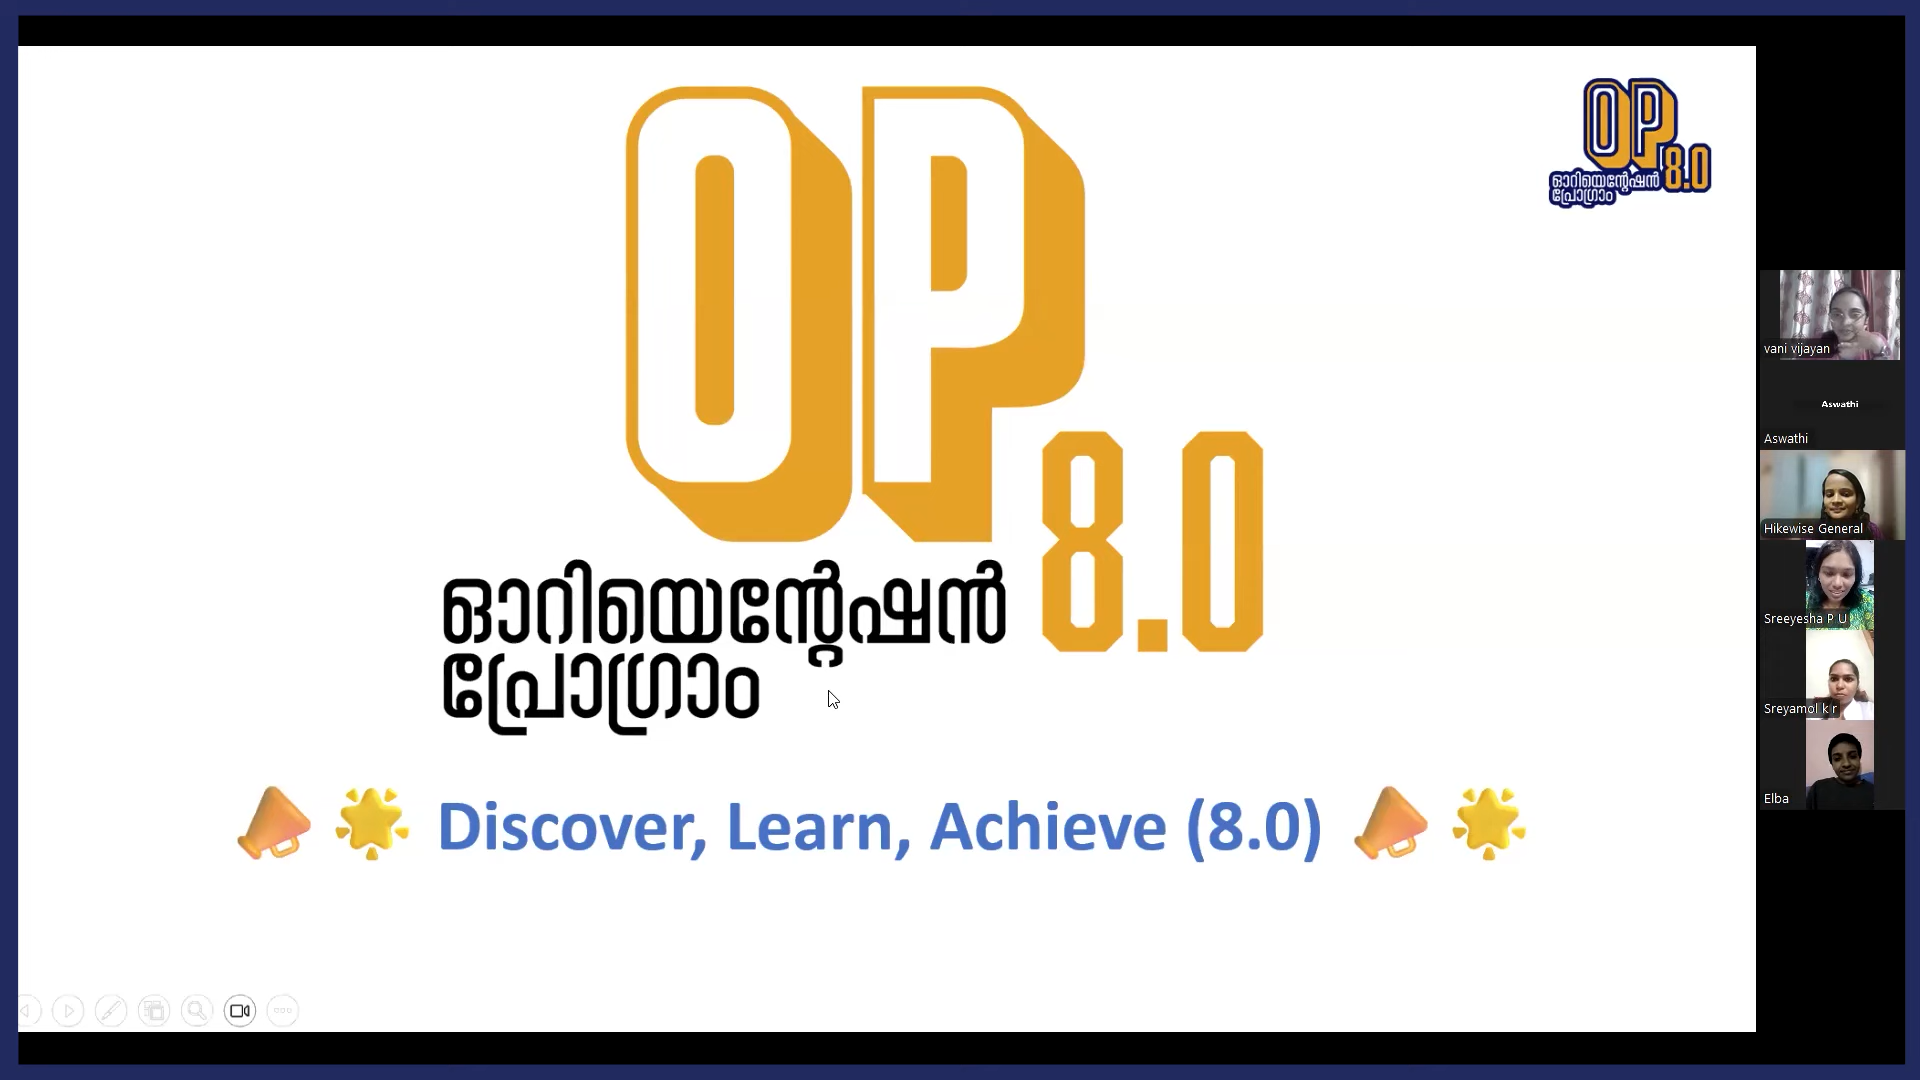 OP
8.0
ഓറിയെന്റേഷൻ
പ്രോഗ്രാം
Discover, Learn, Achieve (8.0)
OP
8.0
ഓറിയെന്റേഷൻ
പ്രോഗ്രാം
vani vijayan
Aswathi
Aswathi
Hikewise General
Sreeyesha P U
Sreyamol k r
Elba